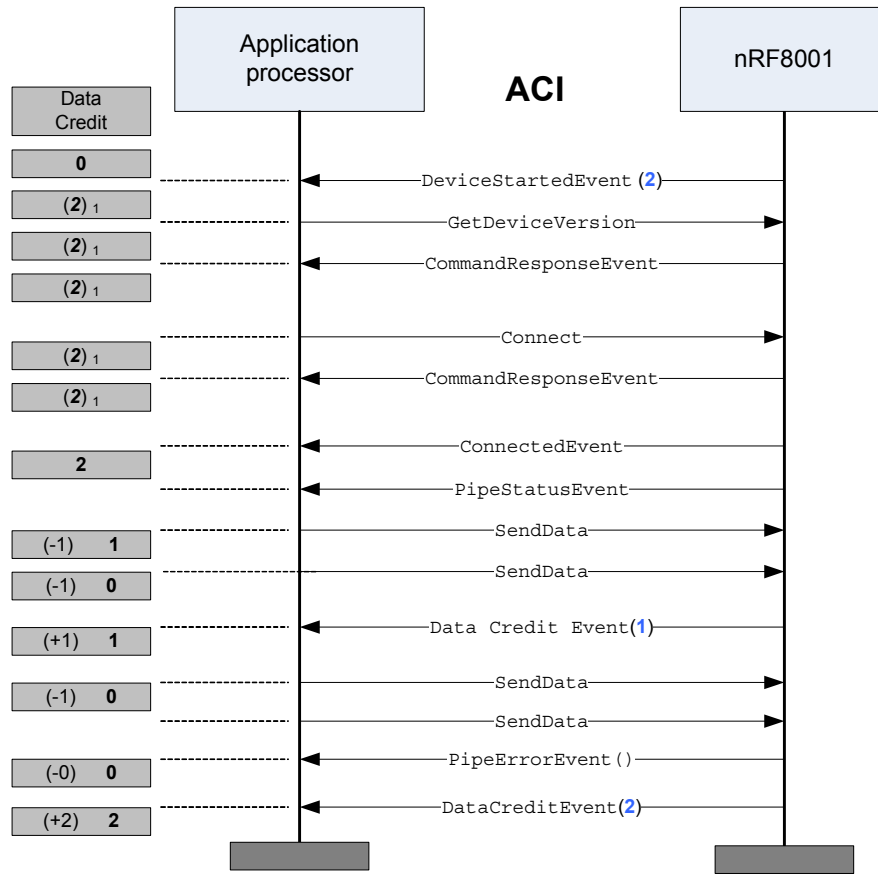 Application
processor
ACI
nRF8001
Data
Credit
0
DeviceStartedEvent (2)
(2) 1
GetDeviceVersion
(2) 1
CommandResponseEvent
(2) 1
Connect
(2) 1
CommandResponseEvent
(2) 1
ConnectedEvent
2
PipeStatusEvent
SendData
(-1) 1
SendData
(-1) 0
Data Credit Event(1)
(+1) 1
SendData
(-1) 0
SendData
PipeErrorEvent()
(-0) 0
DataCreditEvent(2)
(+2) 2